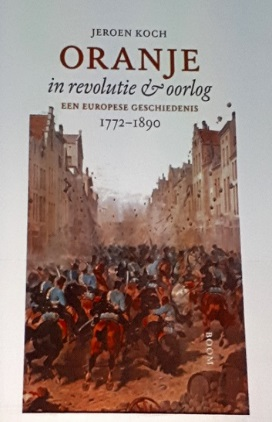 JEROEN KOCH
ORANJE
in revolutie & oorlog
EEN EUROPESE GESCHIEDENIS
1772–1890
BOOM